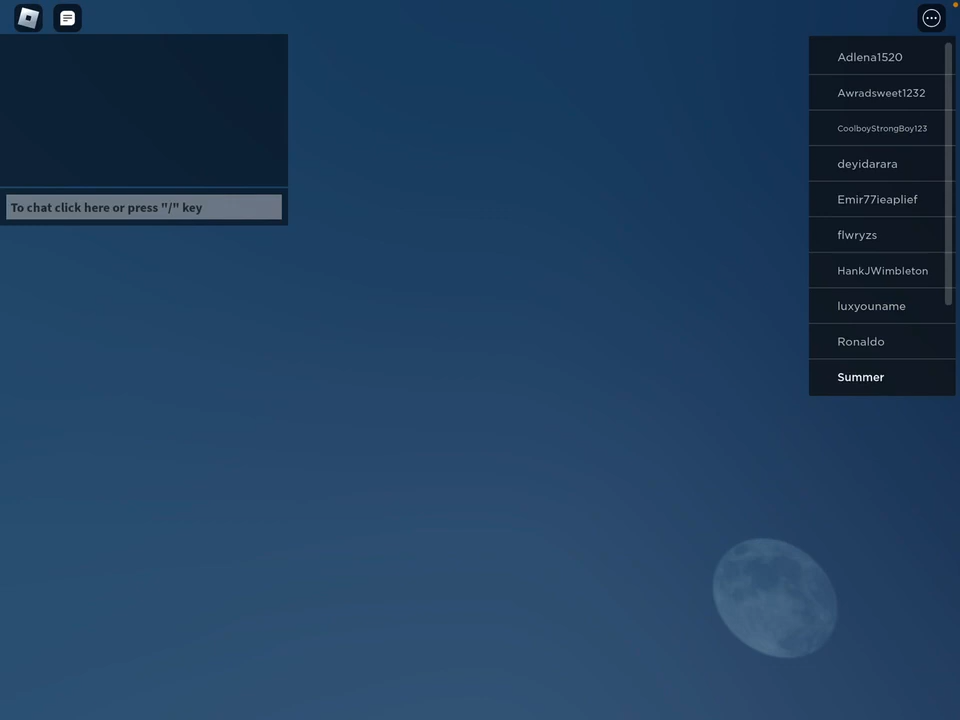 To chat click here or press "/" key
Adlena1520
Awradsweet1232
CoolboyStrongBoy123
deyidarara
Emir77ieaplief
flwryzs
HankJWimbleton
luxyouname
Ronaldo
Summer